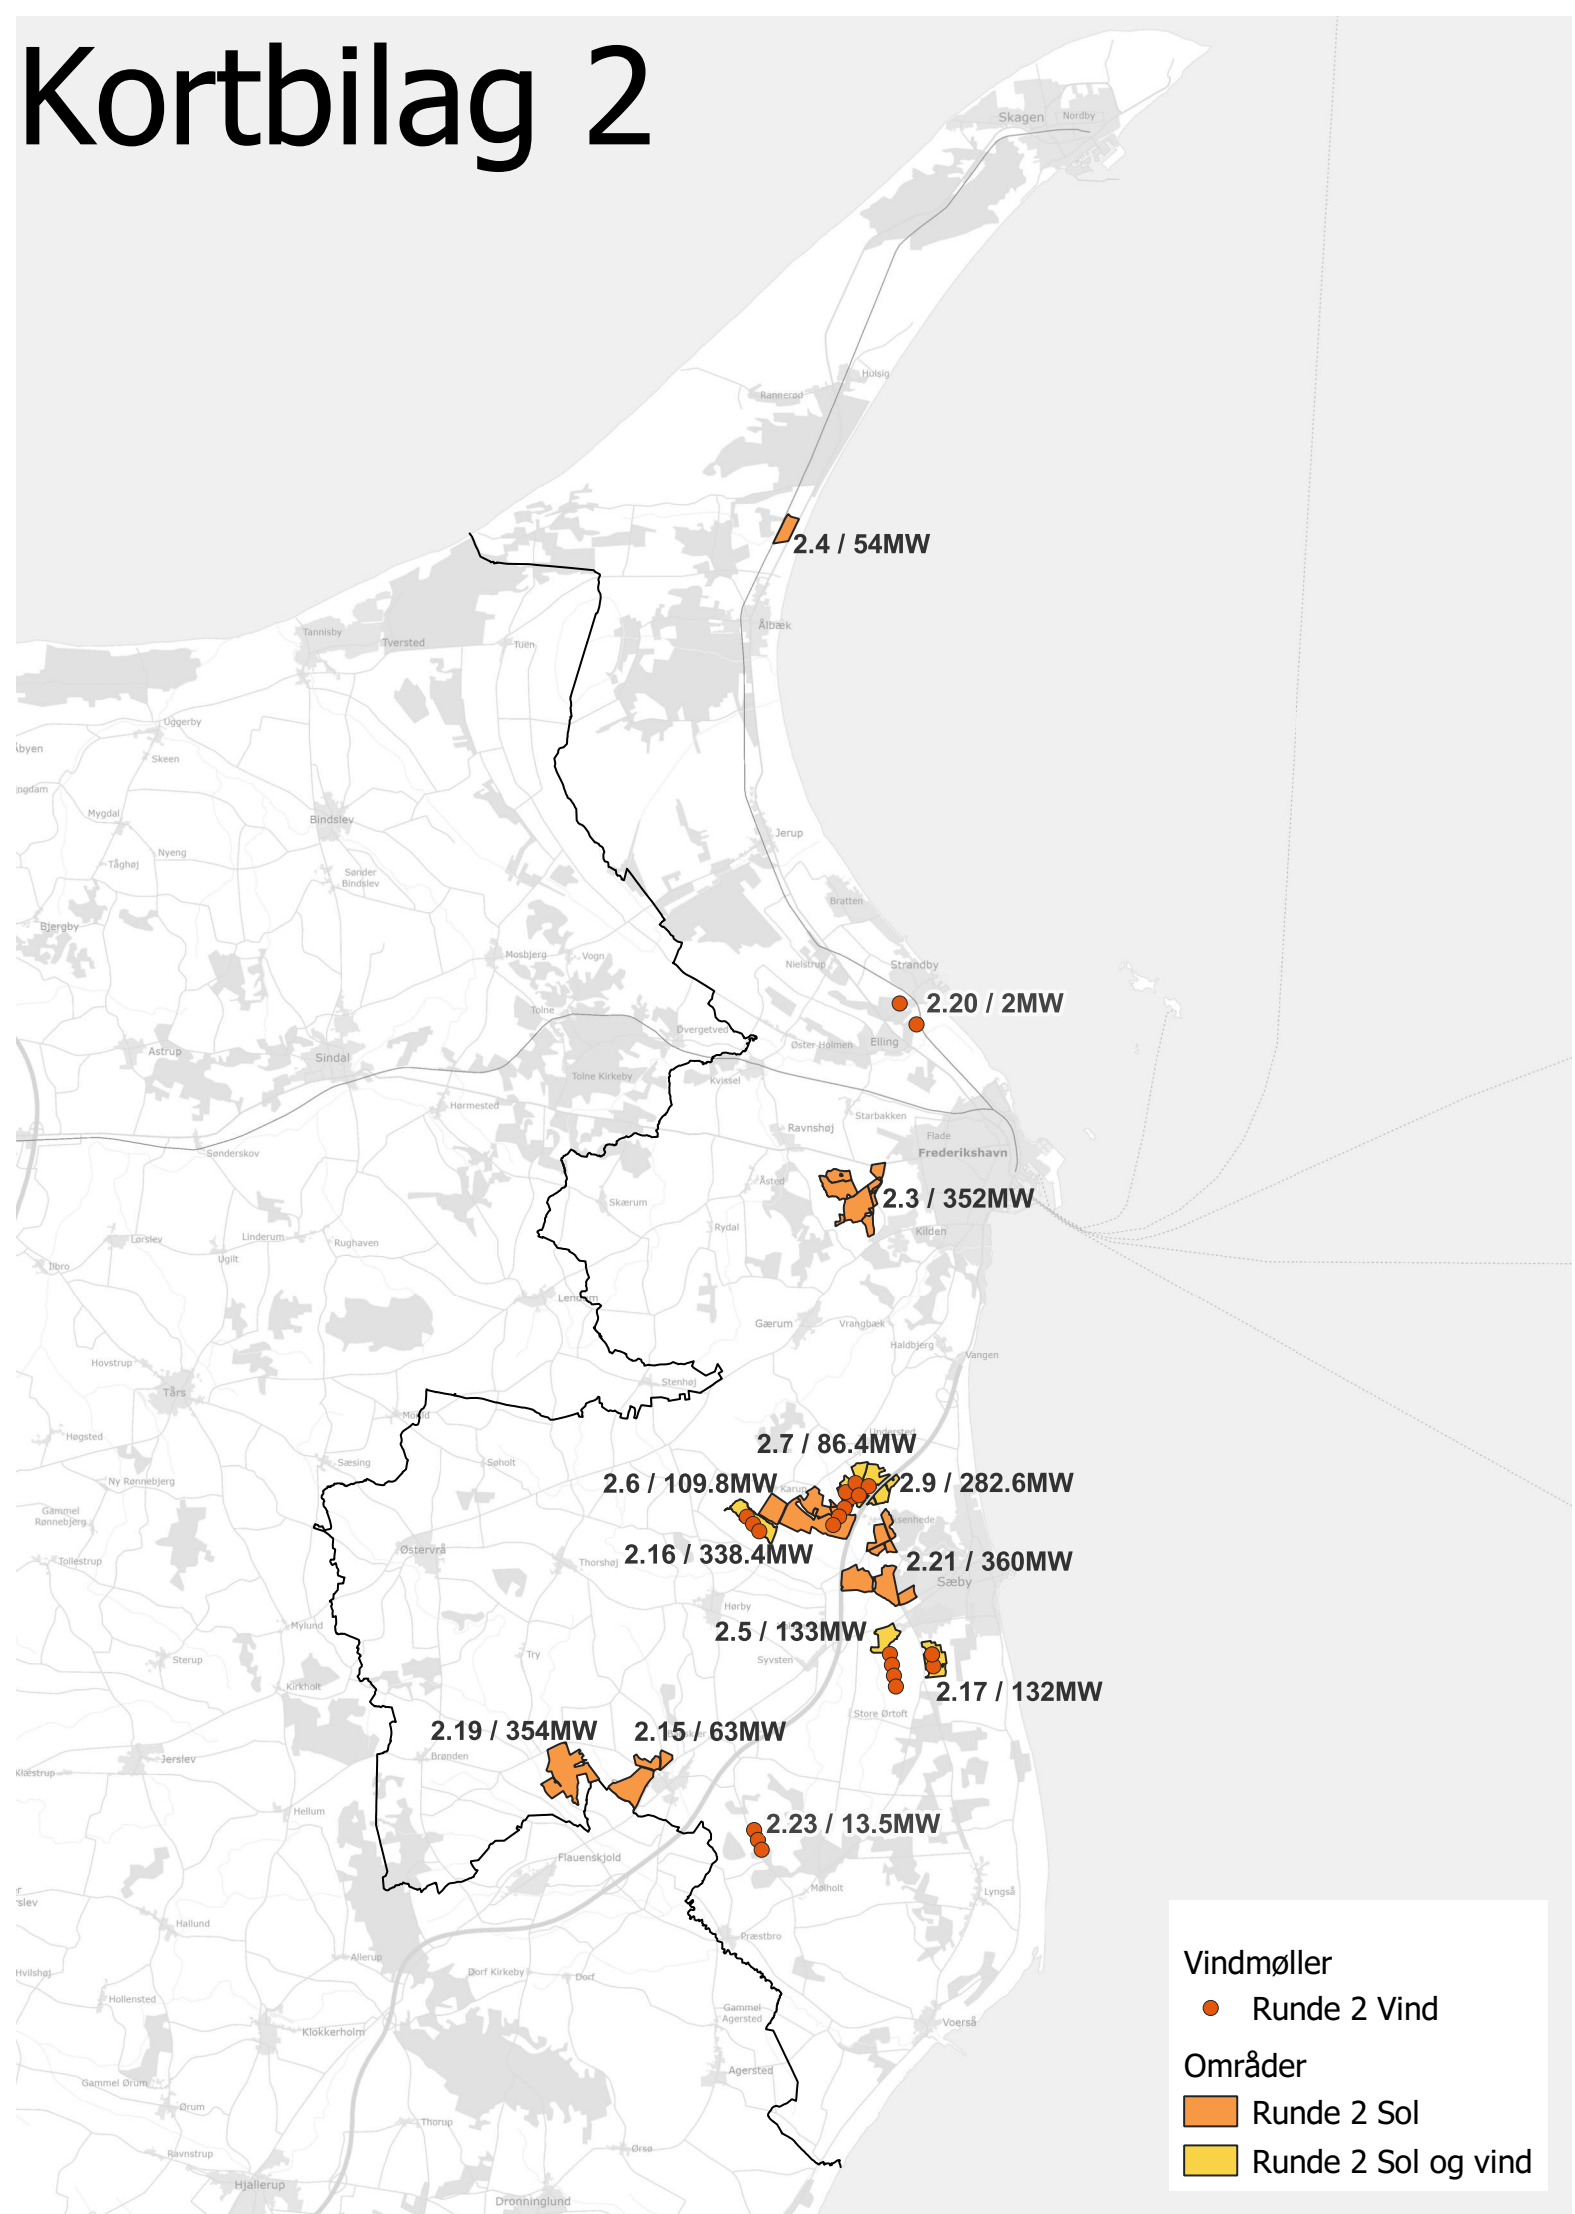 Kortbilag 2
Skagen
Nordby
Hulsig
Rannerød
2.4 / 54MW
Ålbæk
Tannisby
Tversted
Tuen
Uggerby
Åbyen
Skeen
ngdam
Mygdal
Bindslev
Jerup
Nyeng
Tåghøj
Sønder
Bindslev
Bratten
Bjergby
Mosbjerg
Vogn
Nielstrup
Strandby
2.20 / 2MW
Tolne
Dvergetved
Øster Holmen
Elling
Astrup
Sindal
Tolne Kirkeby
Kvissel
Hørmested
Starbakken
Ravnshøj
Flade
Frederikshavn
Sønderskov
Åsted
Skærum
2.3 / 352MW
Rydal
Kilden
Lørslev
Linderum
Rughaven
Ugilt
Ilbro
Lendum
Gærum
Vrangbæk
Haldbjerg
Vangen
Hovstrup
Tårs
Stenhøj
Høgsted
Understed
2.7 / 86.4MW
Sæsing
Søholt
Ny Rønnebjerg
2.6 / 109.8MW
Karup
2.9 / 282.6MW
Gammel
Rønnebjerg
Østervrå
2.16 / 338.4MW
Tollestrup
Thorshøj
2.21 / 360MW
Sæby
Hørby
Mylund
2.5 / 133MW
Try
Syvsten
Sterup
Kirkholt
2.17 / 132MW
Store Ørtoft
2.19 / 354MW
2.15 / 63MW
Brønden
Jerslev
Klæstrup
Hellum
2.23 / 13.5MW
Flauenskjold
Mølholt
Lyngså
rslev
Hallund
Præstbro
Allerup
Dorf Kirkeby
Dorf
Hvilshøj
Hollensted
Gammel
Agersted
Klokkerholm
Voerså
Agersted
Gammel Ørum
Ørum
Thorup
Ravnstrup
Ørsø
Hjallerup
Dronninglund
Vindmøller
Runde 2 Vind
Områder
Runde 2 Sol
Runde 2 Sol og vind